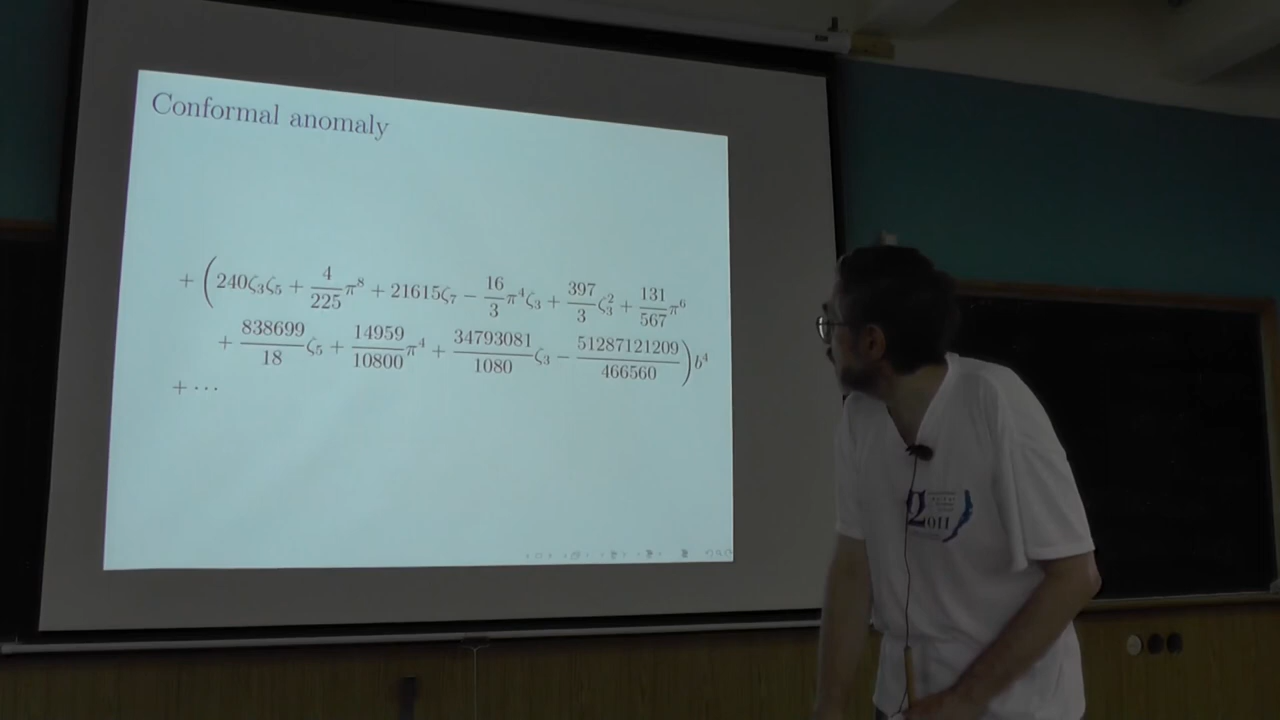 Conformal anomaly
+ (240ζ₃ζ₅ + 4/225 π⁸ + 21615ζ₇ − 16/3 π⁴ζ₃ + 397/3 ζ₃² + 131/567 π⁶
+ 838699/18 ζ₅ + 14959/10800 π⁴ + 34793081/1080 ζ₃ − 51287121209/466560) b⁴
+ ⋯
2011